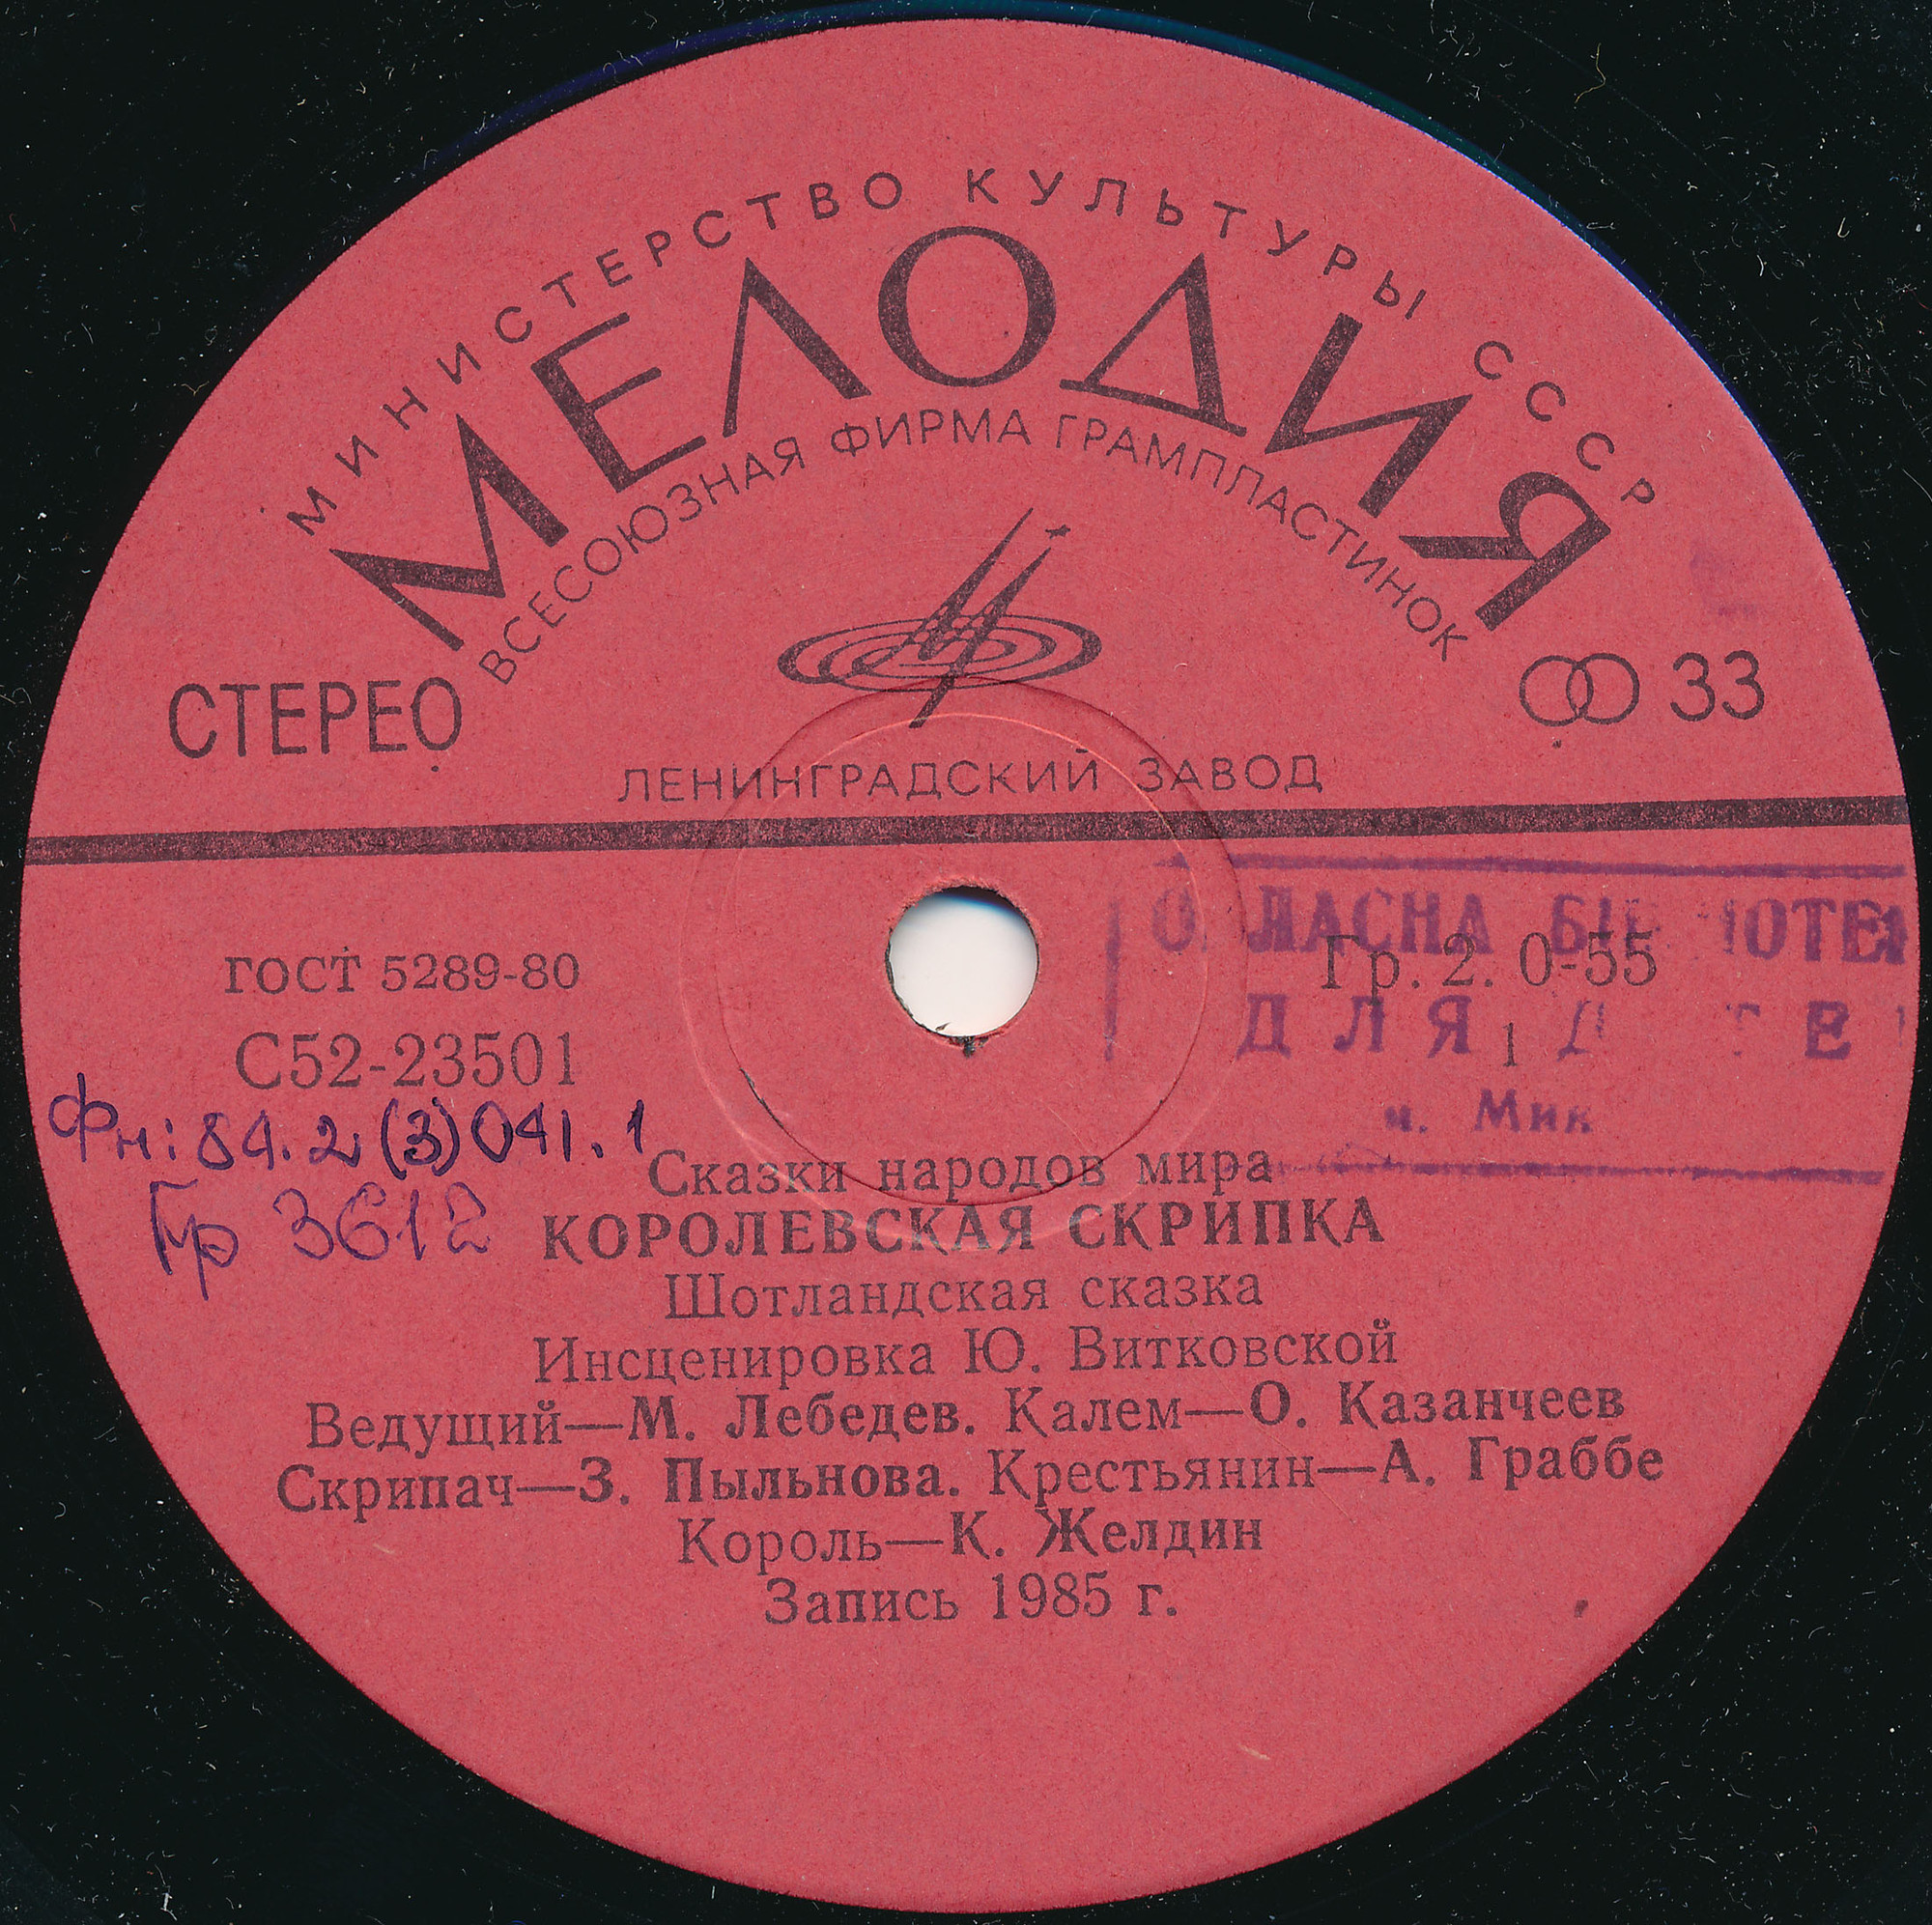 МИНИСТЕРСТВО КУЛЬТУРЫ СССР
МЕЛОДИЯ
ВСЕСОЮЗНАЯ ФИРМА ГРАМПЛАСТИНОК
СТЕРЕО
33
ЛЕНИНГРАДСКИЙ ЗАВОД
ГОСТ 5289-80
Гр. 2. 0-55
С52-23501
1
ДЛЯ
м. Мик
Фн: 84.2(3)041.1
Гр 3612
Сказки народов мира
КОРОЛЕВСКАЯ СКРИПКА
Шотландская сказка
Инсценировка Ю. Витковской
Ведущий—М. Лебедев. Калем—О. Казанчеев
Скрипач—З. Пыльнова. Крестьянин—А. Граббе
Король—К. Желдин
Запись 1985 г.